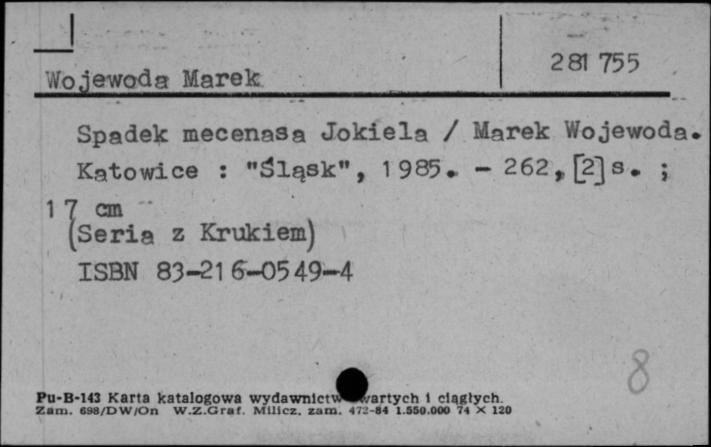 281 755
Wojewoda Marek
Spadek mecenasa Jokiela / Marek Wojewoda.
Katowice : "Śląsk", 1985. - 262,[2]s. ;
17 cm
(Seria z Krukiem)
ISBN 83-216-0549-4
8
Pu-B-143 Karta katalogowa wydawnictw wartych i ciągłych.
Zam. 698/DW/On W.Z.Graf. Milicz, zam. 472-84 1.550.000 74 × 120